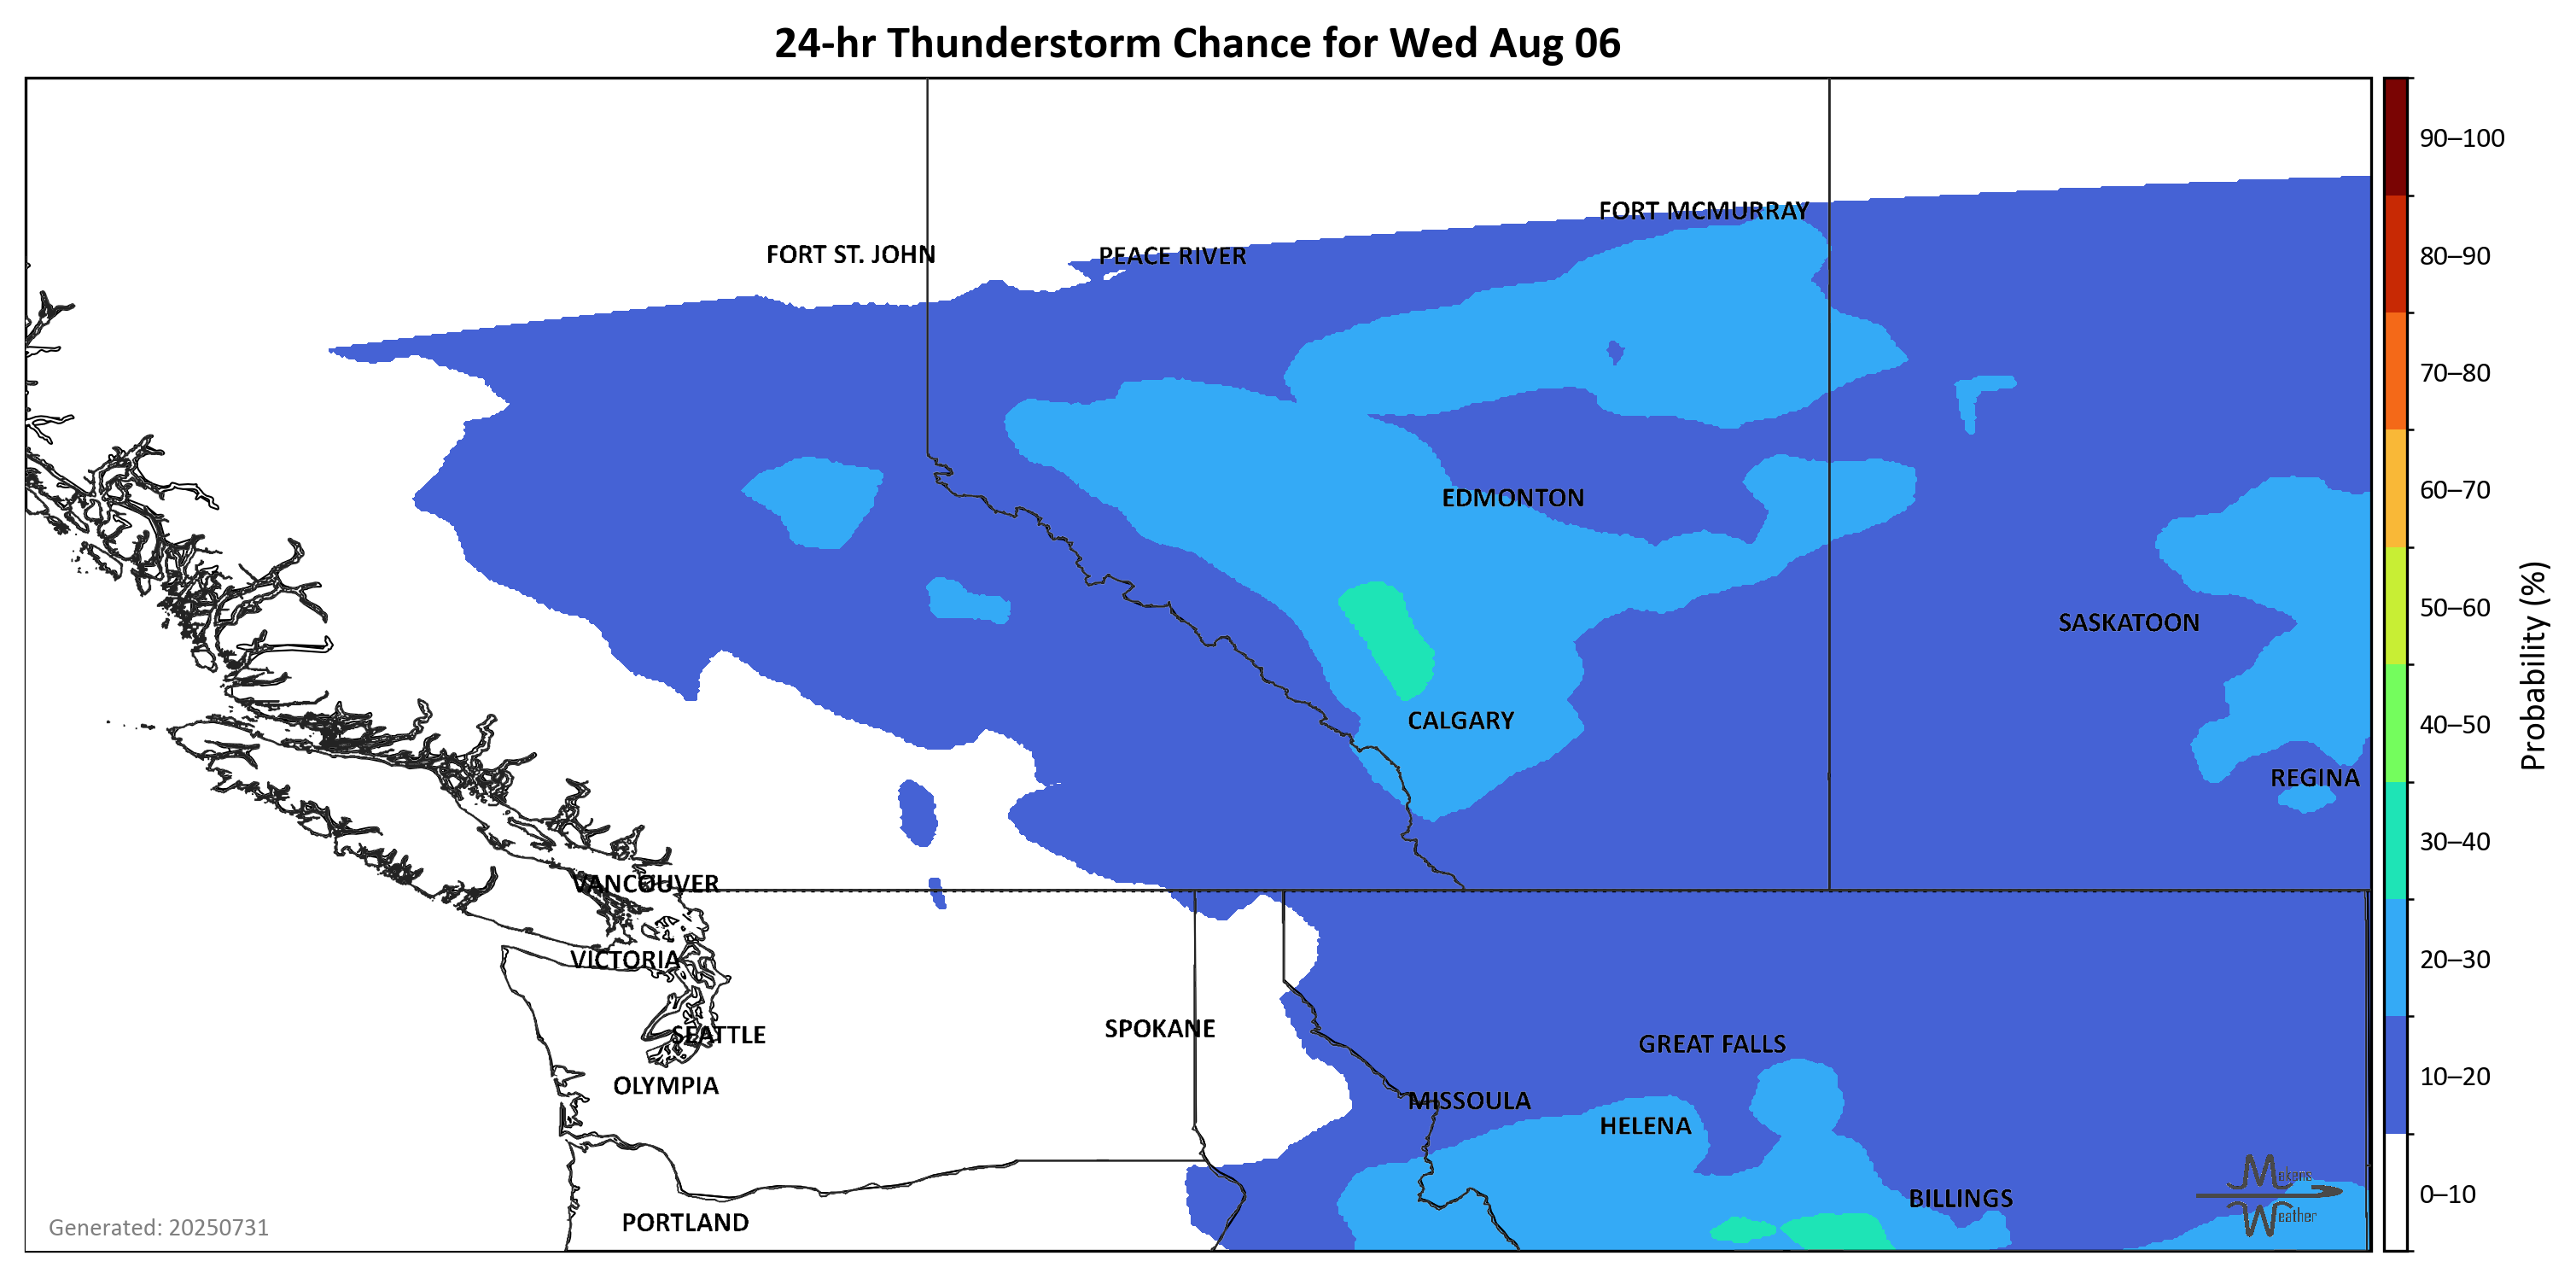 24-hr Thunderstorm Chance for Wed Aug 06
FORT MCMURRAY
FORT ST. JOHN
PEACE RIVER
EDMONTON
SASKATOON
CALGARY
REGINA
VANCOUVER
VICTORIA
SEATTLE
SPOKANE
GREAT FALLS
OLYMPIA
MISSOULA
HELENA
BILLINGS
PORTLAND
Mekens
Weather
Generated: 20250731
90–100
80–90
70–80
60–70
50–60
40–50
30–40
20–30
10–20
0–10
Probability (%)